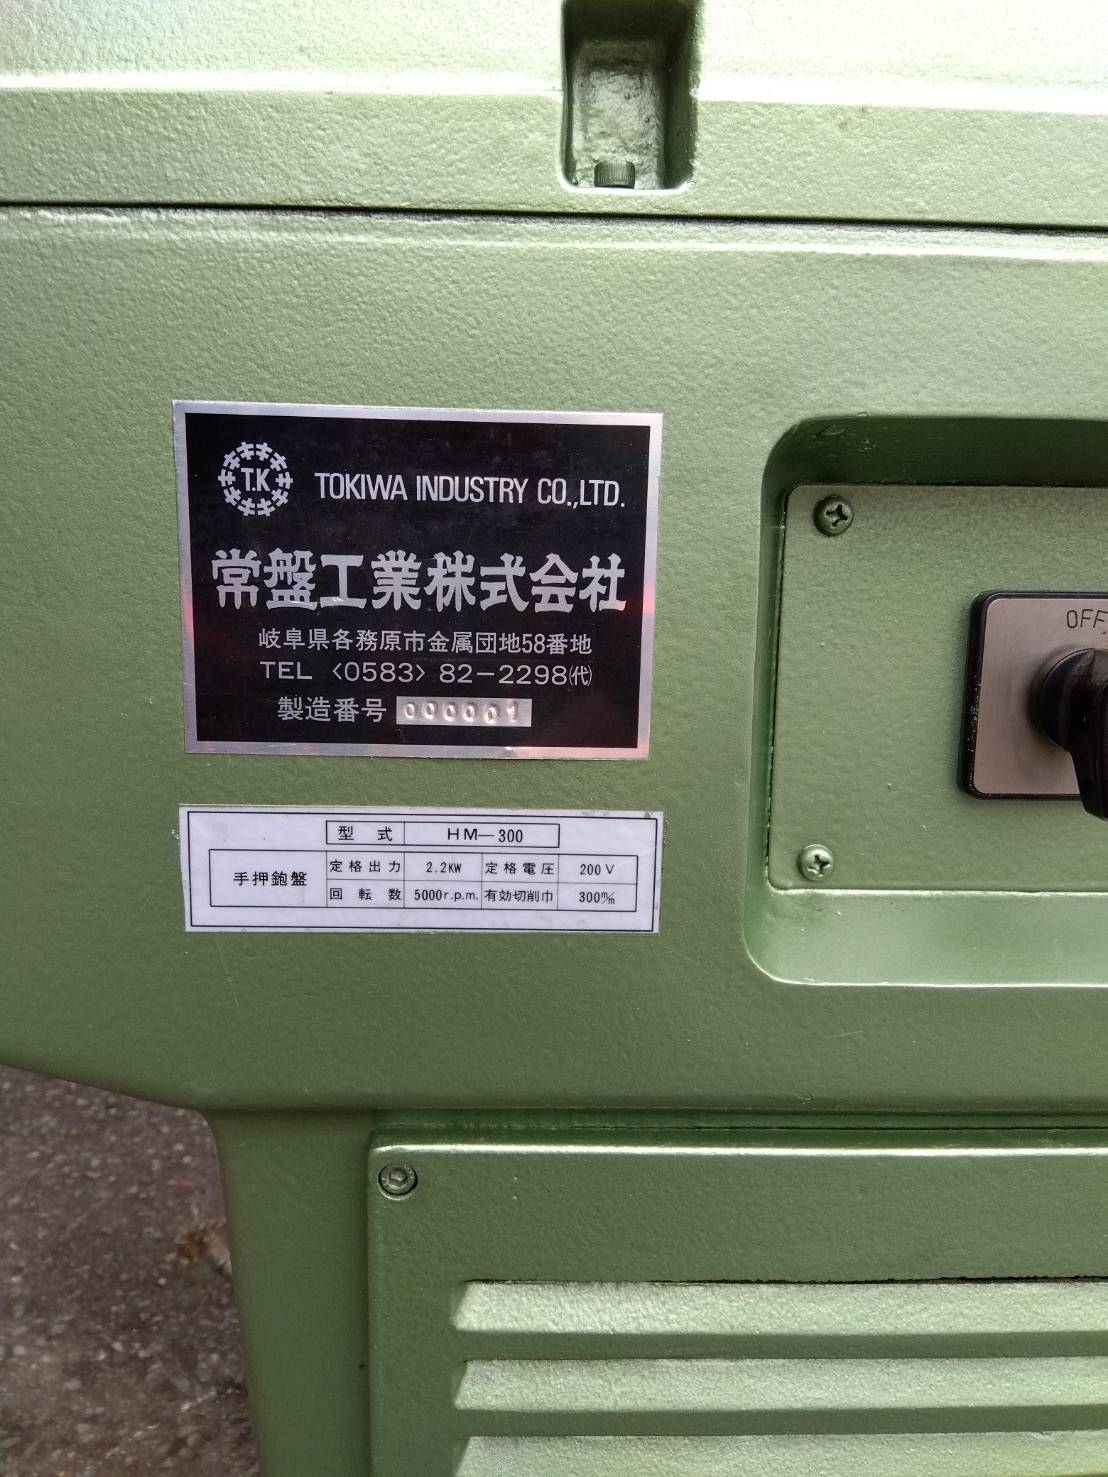 T.K TOKIWA INDUSTRY CO.,LTD.
常盤工業株式会社
岐阜県各務原市金属団地58番地
TEL 〈0583〉 82-2298㈹
製造番号 000001
型式 HM-300
手押鉋盤
定格出力 2.2KW 定格電圧 200V
回転数 5000r.p.m. 有効切削巾 300m/m
OFF